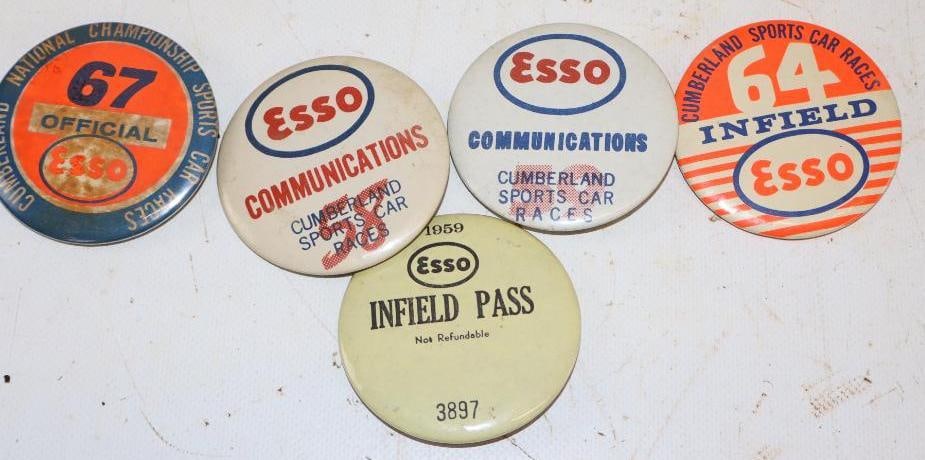 CUMBERLAND NATIONAL CHAMPIONSHIP SPORTS CAR RACES
67
OFFICIAL
Esso
Esso
COMMUNICATIONS
CUMBERLAND
SPORTS CAR
RACES
58
Esso
COMMUNICATIONS
CUMBERLAND
SPORTS CAR
RACES
CUMBERLAND SPORTS CAR RACES
64
INFIELD
Esso
1959
Esso
INFIELD PASS
Not Refundable
3897